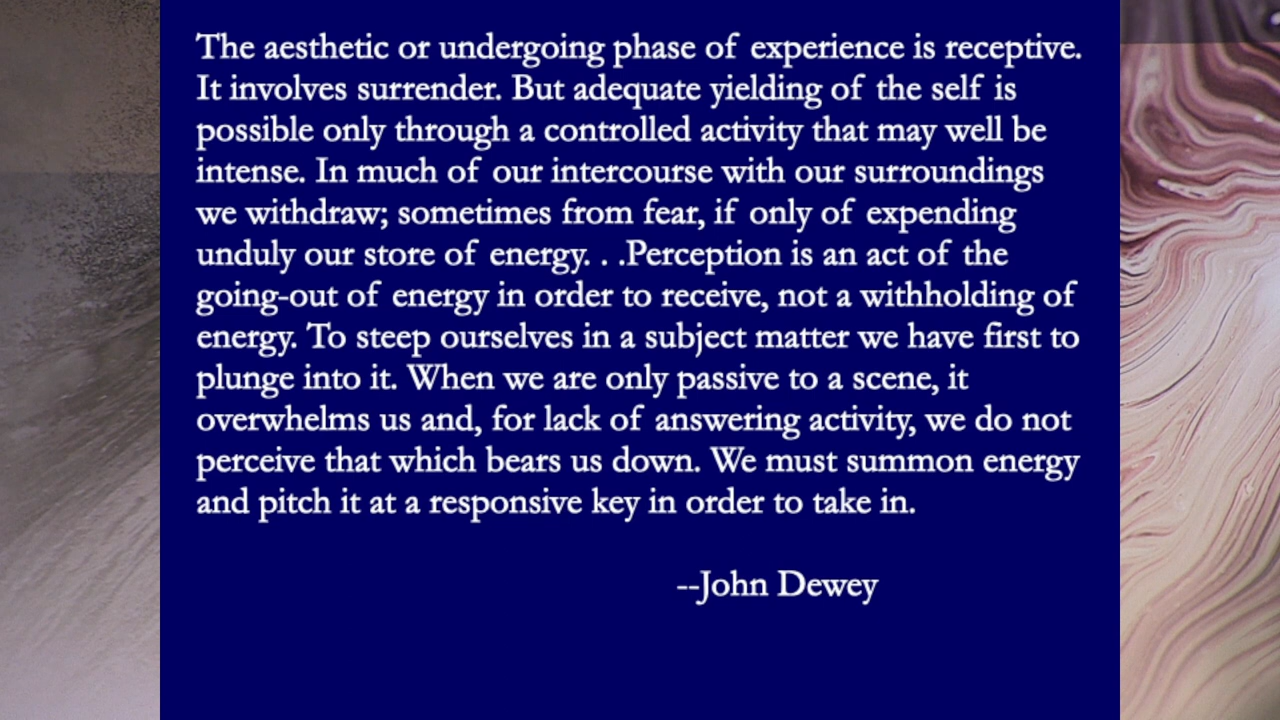 The aesthetic or undergoing phase of experience is receptive.
It involves surrender. But adequate yielding of the self is
possible only through a controlled activity that may well be
intense. In much of our intercourse with our surroundings
we withdraw; sometimes from fear, if only of expending
unduly our store of energy. . .Perception is an act of the
going-out of energy in order to receive, not a withholding of
energy. To steep ourselves in a subject matter we have first to
plunge into it. When we are only passive to a scene, it
overwhelms us and, for lack of answering activity, we do not
perceive that which bears us down. We must summon energy
and pitch it at a responsive key in order to take in.
--John Dewey